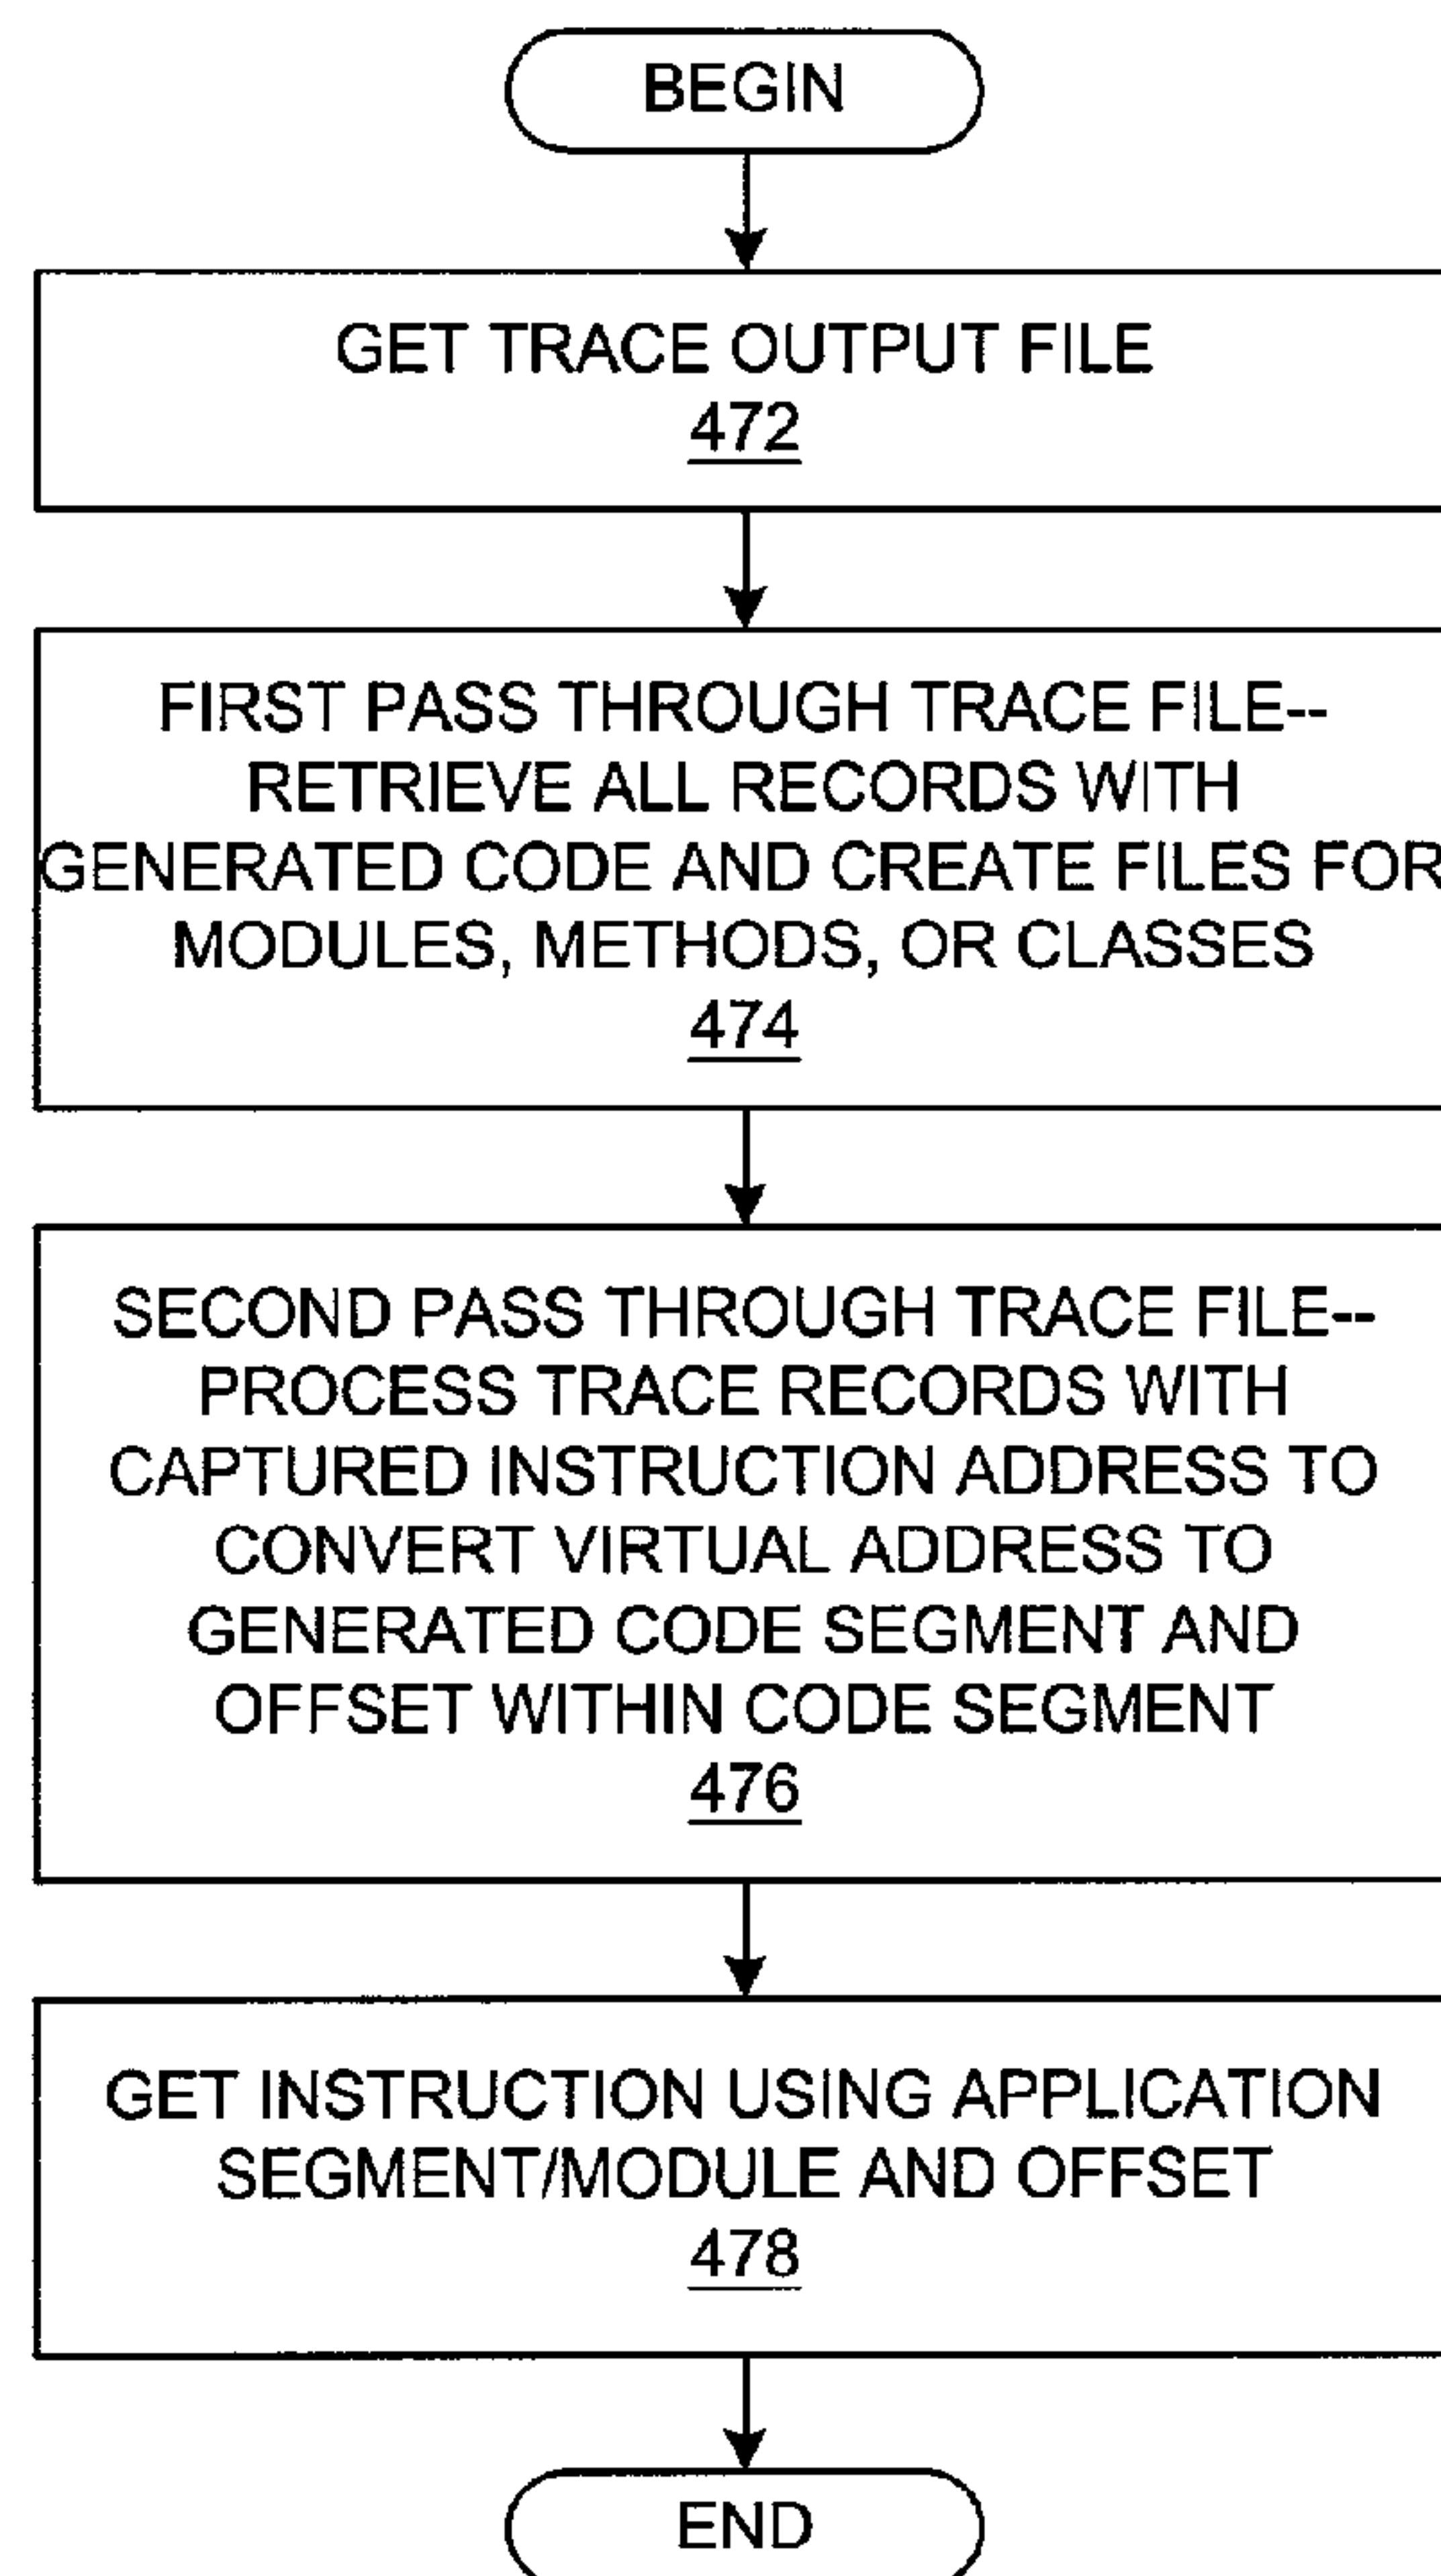 BEGIN
GET TRACE OUTPUT FILE
472
FIRST PASS THROUGH TRACE FILE--
RETRIEVE ALL RECORDS WITH
GENERATED CODE AND CREATE FILES FOR
MODULES, METHODS, OR CLASSES
474
SECOND PASS THROUGH TRACE FILE--
PROCESS TRACE RECORDS WITH
CAPTURED INSTRUCTION ADDRESS TO
CONVERT VIRTUAL ADDRESS TO
GENERATED CODE SEGMENT AND
OFFSET WITHIN CODE SEGMENT
476
GET INSTRUCTION USING APPLICATION
SEGMENT/MODULE AND OFFSET
478
END